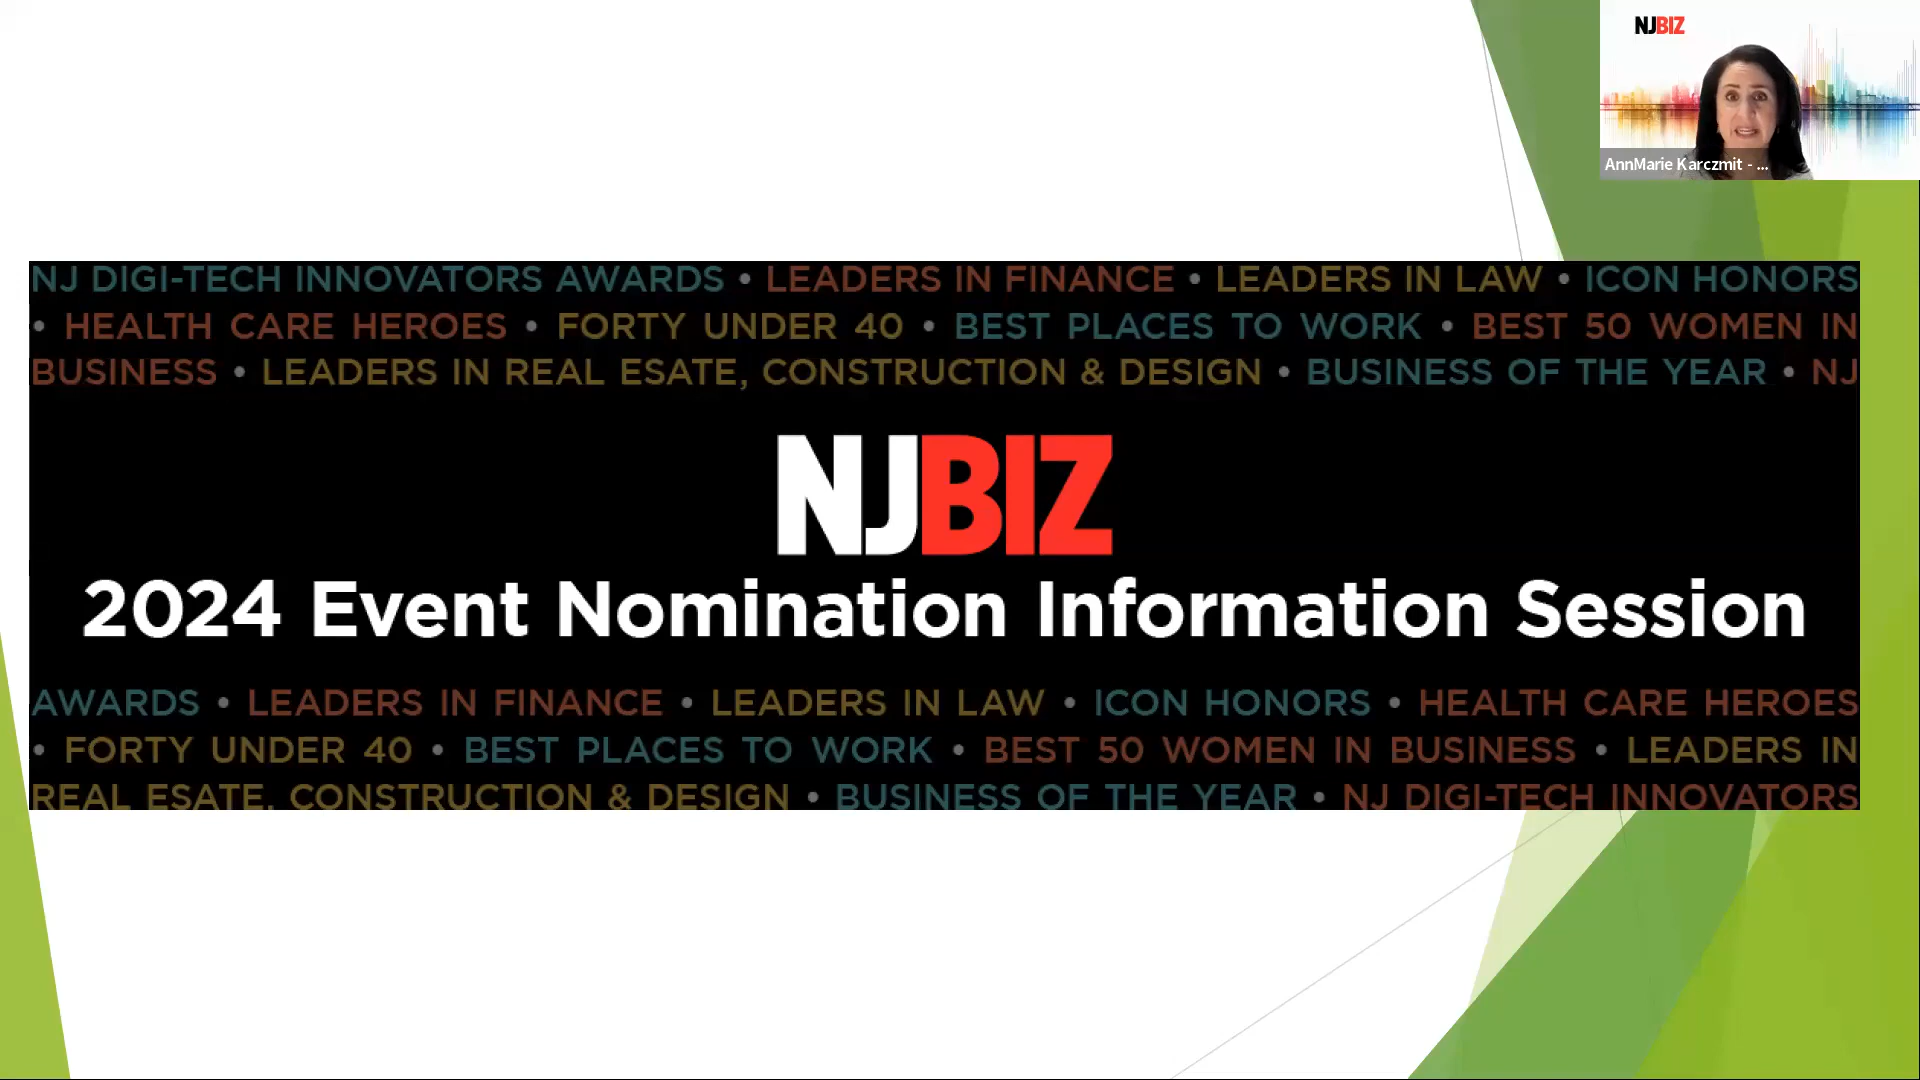 NJBIZ
AnnMarie Karczmit - ...
NJ DIGI-TECH INNOVATORS AWARDS • LEADERS IN FINANCE • LEADERS IN LAW • ICON HONORS
• HEALTH CARE HEROES • FORTY UNDER 40 • BEST PLACES TO WORK • BEST 50 WOMEN IN
BUSINESS • LEADERS IN REAL ESATE, CONSTRUCTION & DESIGN • BUSINESS OF THE YEAR • NJ
NJBIZ
2024 Event Nomination Information Session
AWARDS • LEADERS IN FINANCE • LEADERS IN LAW • ICON HONORS • HEALTH CARE HEROES
• FORTY UNDER 40 • BEST PLACES TO WORK • BEST 50 WOMEN IN BUSINESS • LEADERS IN
REAL ESATE, CONSTRUCTION & DESIGN • BUSINESS OF THE YEAR • NJ DIGI-TECH INNOVATORS